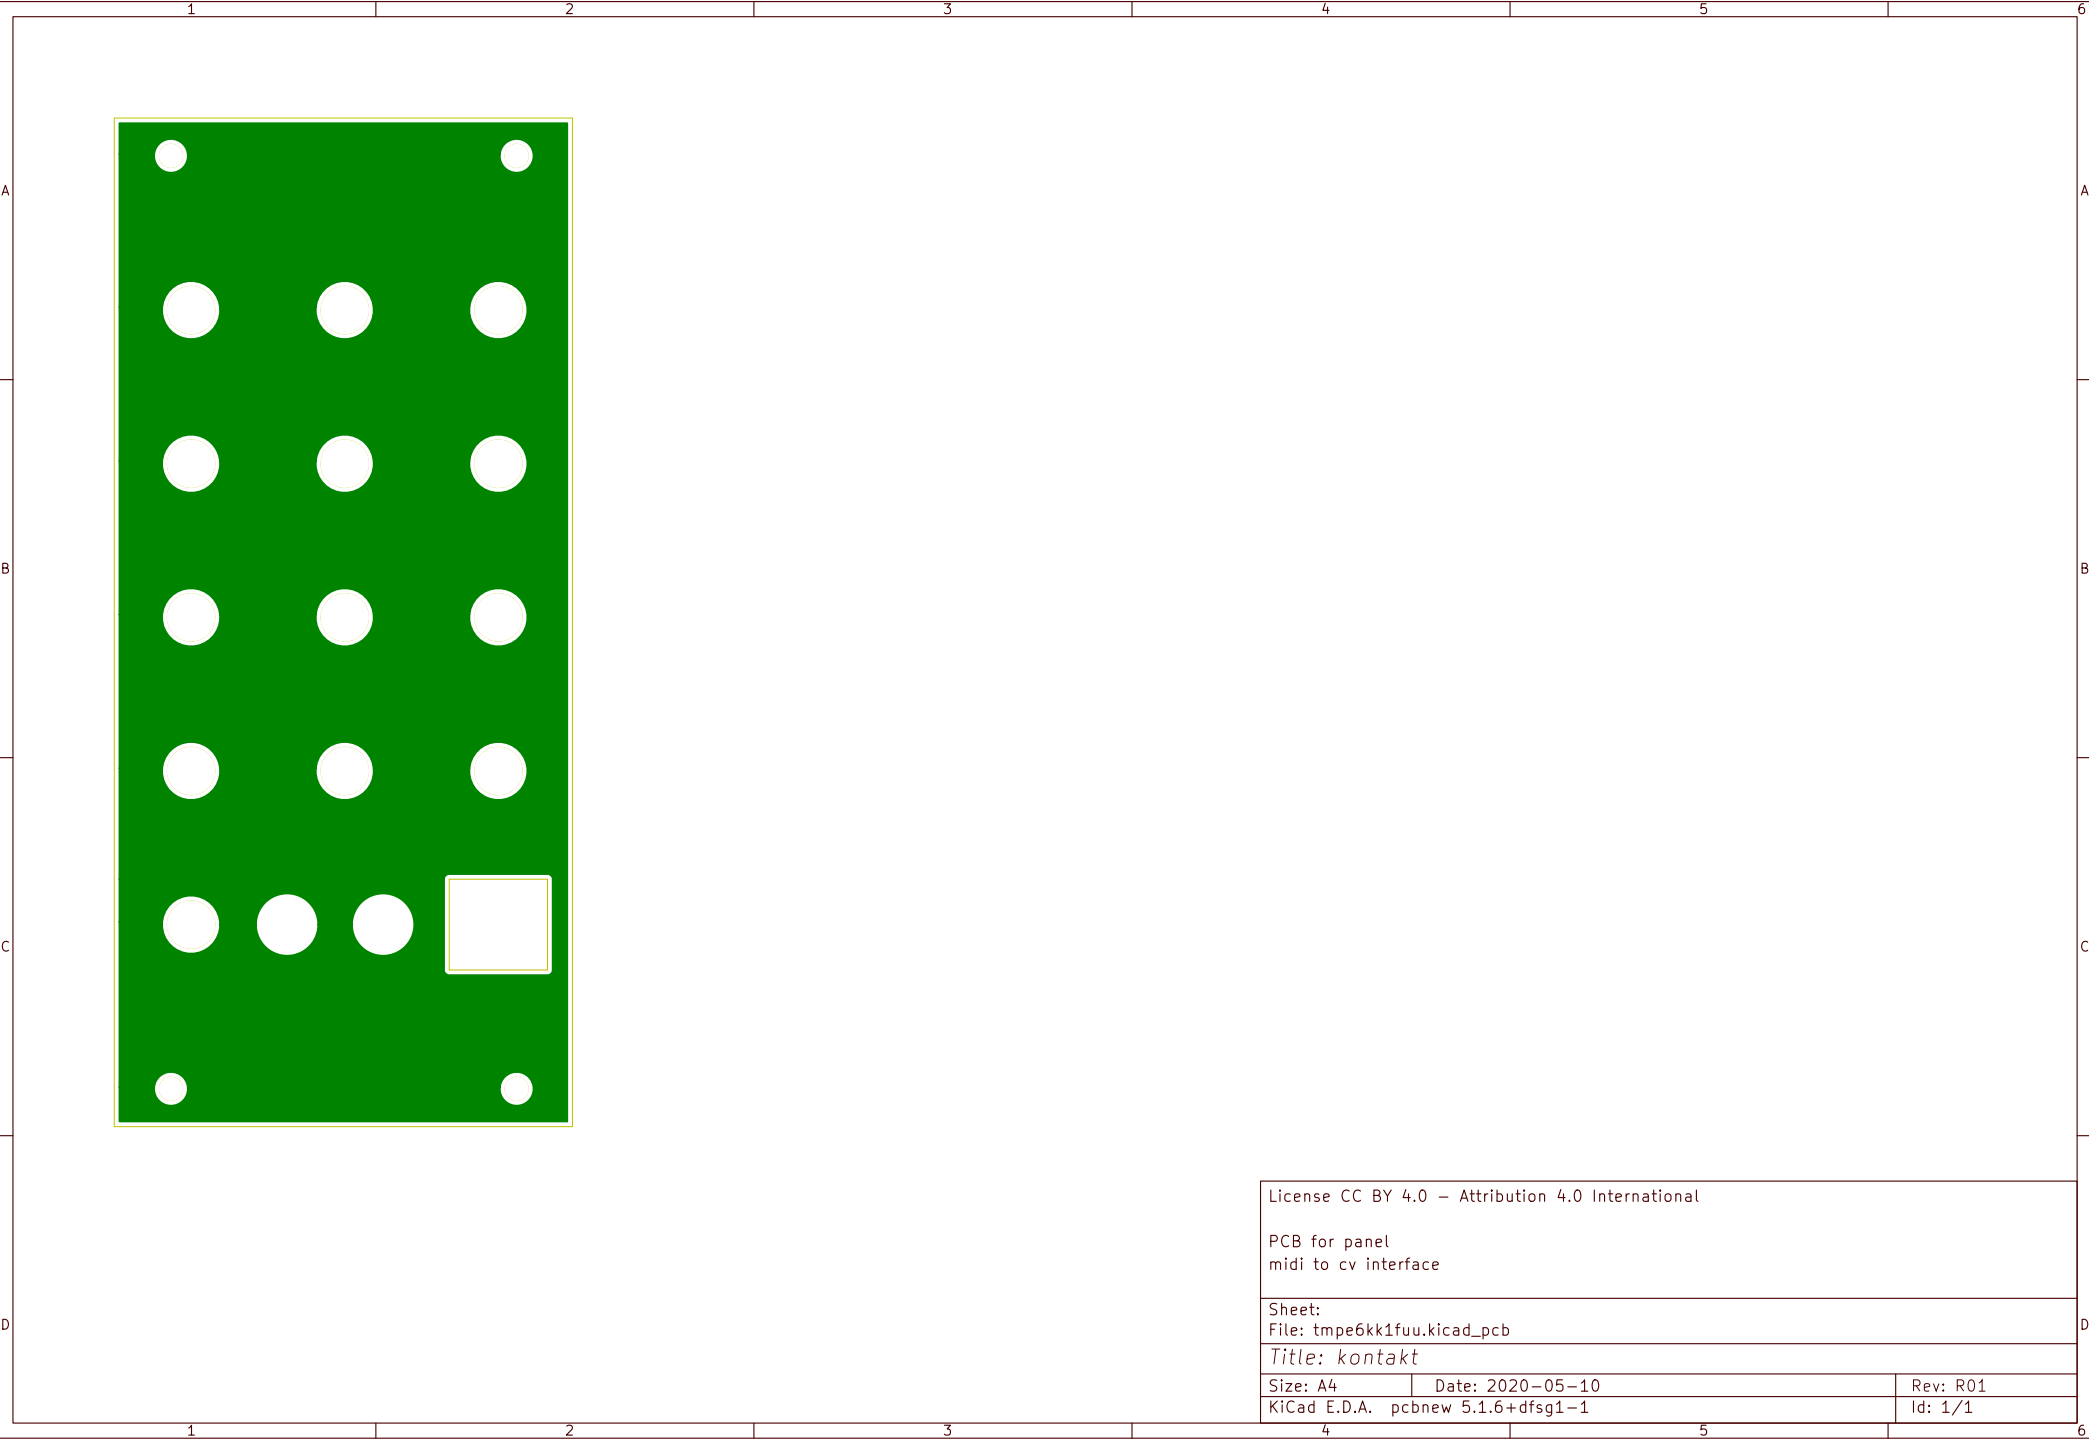 1 2 3 4 5 6
A A
B B
C C
D D
License CC BY 4.0 – Attribution 4.0 International
PCB for panel
midi to cv interface
Sheet:
File: tmpe6kk1fuu.kicad_pcb
Title: kontakt
Size: A4 Date: 2020-05-10 Rev: R01
KiCad E.D.A. pcbnew 5.1.6+dfsg1-1 Id: 1/1
1 2 3 4 5 6